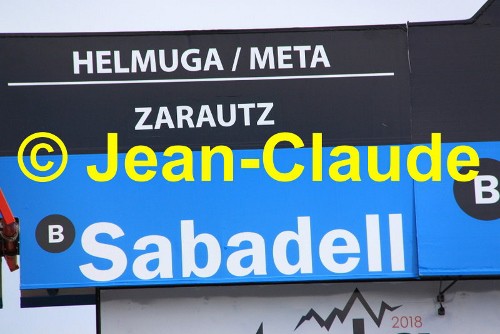 HELMUGA / META
ZARAUTZ
© Jean-Claude
B
B Sabadell
2018